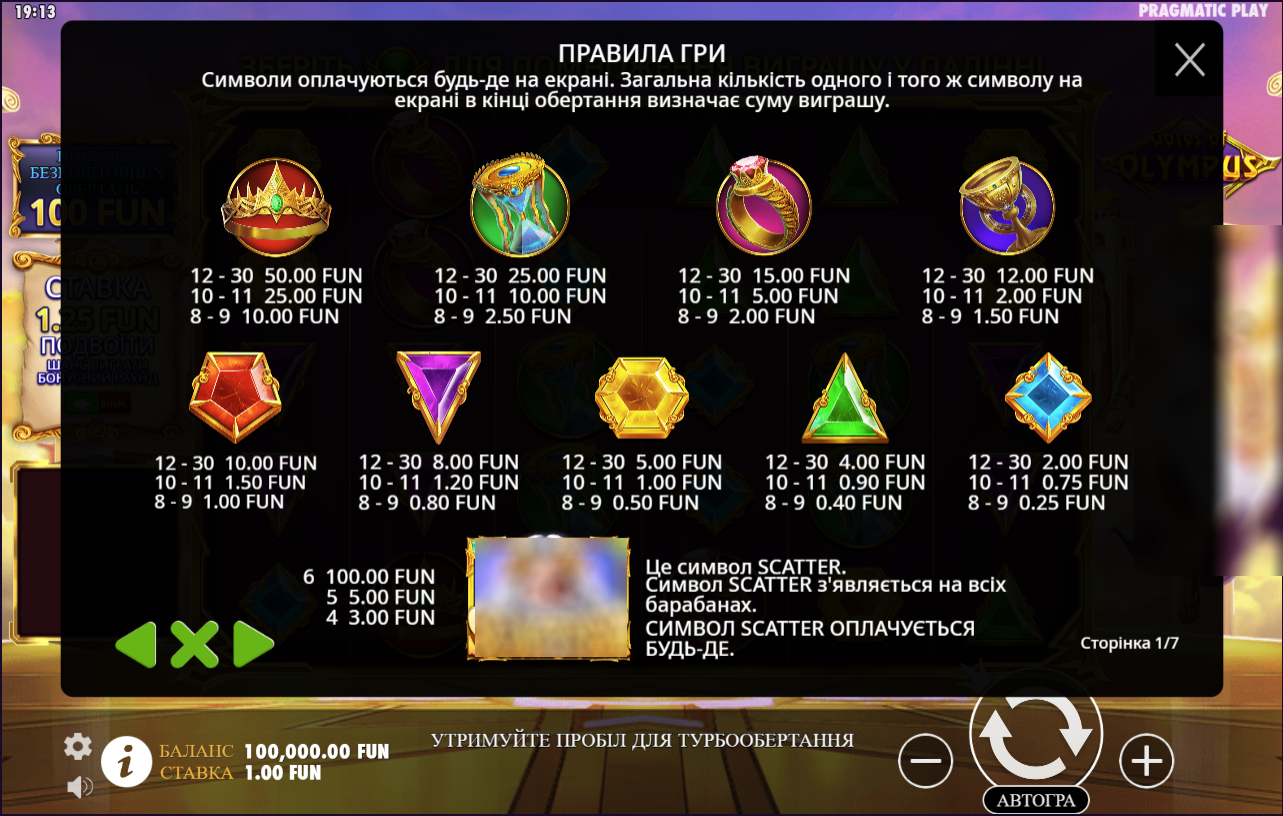 19:13
PRAGMATIC PLAY
ПРАВИЛА ГРИ
Символи оплачуються будь-де на екрані. Загальна кількість одного і того ж символу на
екрані в кінці обертання визначає суму виграшу.
OLYMPUS
100 FUN
СТАВКА
1.25 FUN
ПОДВОЇТИ
12 - 30 50.00 FUN
10 - 11 25.00 FUN
8 - 9 10.00 FUN
12 - 30 25.00 FUN
10 - 11 10.00 FUN
8 - 9 2.50 FUN
12 - 30 15.00 FUN
10 - 11 5.00 FUN
8 - 9 2.00 FUN
12 - 30 12.00 FUN
10 - 11 2.00 FUN
8 - 9 1.50 FUN
12 - 30 10.00 FUN
10 - 11 1.50 FUN
8 - 9 1.00 FUN
12 - 30 8.00 FUN
10 - 11 1.20 FUN
8 - 9 0.80 FUN
12 - 30 5.00 FUN
10 - 11 1.00 FUN
8 - 9 0.50 FUN
12 - 30 4.00 FUN
10 - 11 0.90 FUN
8 - 9 0.40 FUN
12 - 30 2.00 FUN
10 - 11 0.75 FUN
8 - 9 0.25 FUN
6 100.00 FUN
5 5.00 FUN
4 3.00 FUN
Це символ SCATTER.
Символ SCATTER з'являється на всіх
барабанах.
СИМВОЛ SCATTER ОПЛАЧУЄТЬСЯ
БУДЬ-ДЕ.
Сторінка 1/7
БАЛАНС 100,000.00 FUN
СТАВКА 1.00 FUN
УТРИМУЙТЕ ПРОБІЛ ДЛЯ ТУРБООБЕРТАННЯ
АВТОГРА